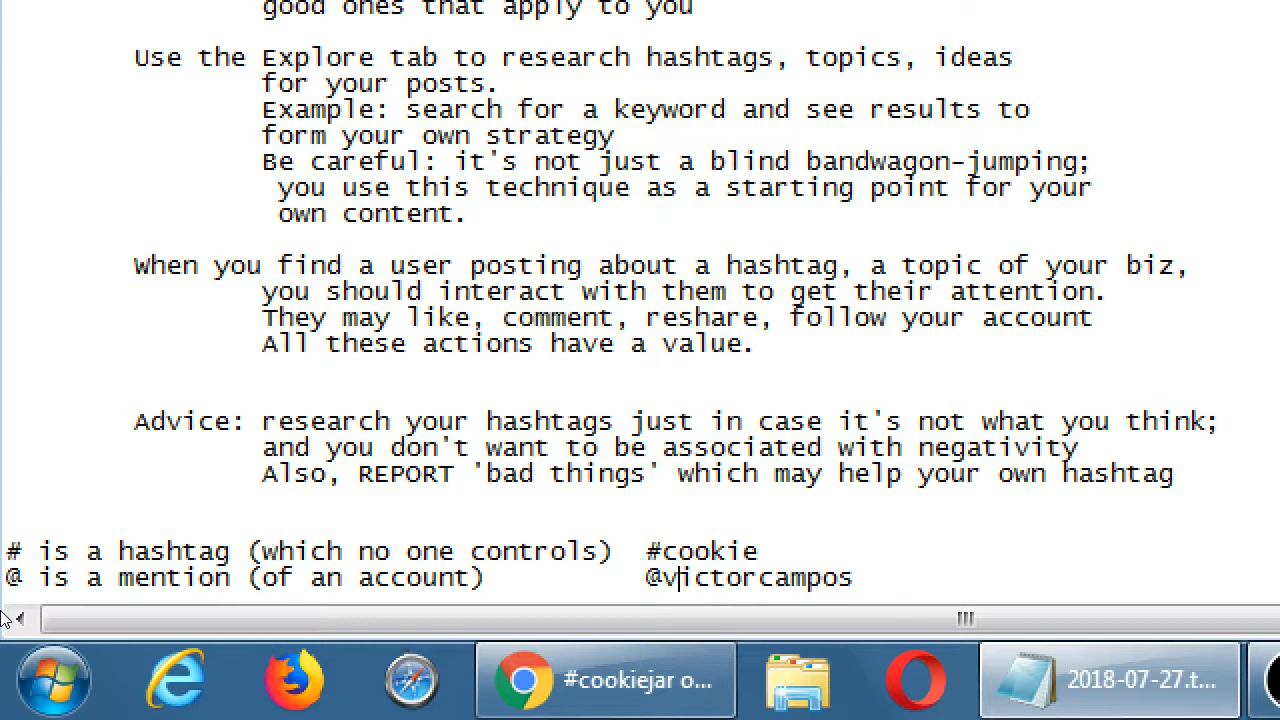 good ones that apply to you
Use the Explore tab to research hashtags, topics, ideas
for your posts.
Example: search for a keyword and see results to
form your own strategy
Be careful: it's not just a blind bandwagon-jumping;
you use this technique as a starting point for your
own content.
When you find a user posting about a hashtag, a topic of your biz,
you should interact with them to get their attention.
They may like, comment, reshare, follow your account
All these actions have a value.
Advice: research your hashtags just in case it's not what you think;
and you don't want to be associated with negativity
Also, REPORT 'bad things' which may help your own hashtag
# is a hashtag (which no one controls) #cookie
@ is a mention (of an account) @victorcampos
#cookiejar o... 2018-07-27.t...